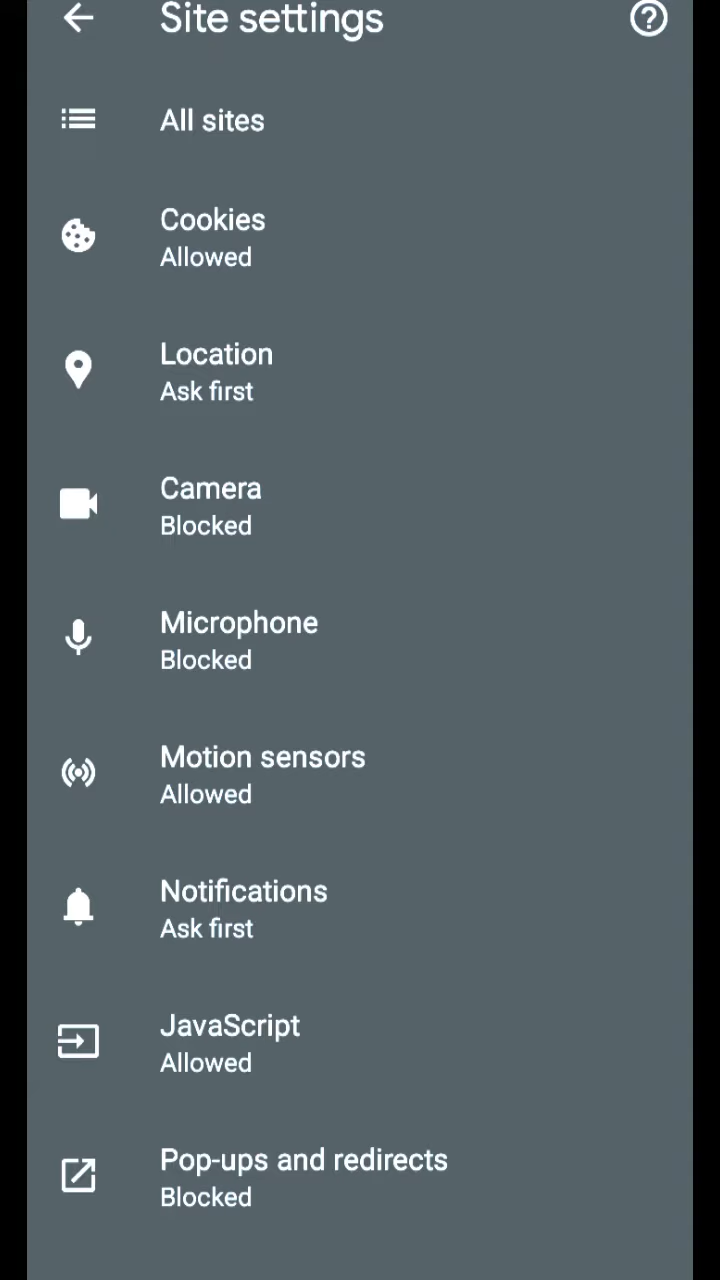 Site settings
All sites
Cookies
Allowed
Location
Ask first
Camera
Blocked
Microphone
Blocked
Motion sensors
Allowed
Notifications
Ask first
JavaScript
Allowed
Pop-ups and redirects
Blocked